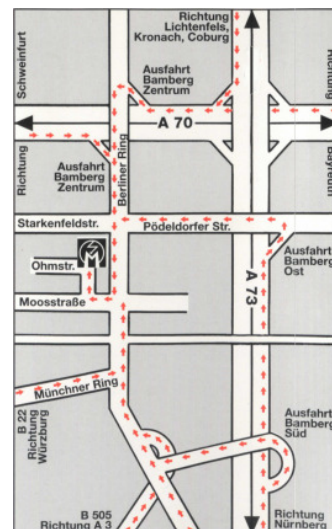 Richtung
Lichtenfels,
Kronach, Coburg
Schweinfurt
Richtung
Ausfahrt
Bamberg
Zentrum
Richtung
Bayreuth
A 70
Berliner Ring
Ausfahrt
Bamberg
Zentrum
Starkenfeldstr.
Pödeldorfer Str.
Ohmstr.
Moosstraße
A 73
Ausfahrt
Bamberg
Ost
Münchner Ring
B 22
Richtung
Würzburg
Ausfahrt
Bamberg
Süd
B 505
Richtung A 3
Richtung
Nürnberg